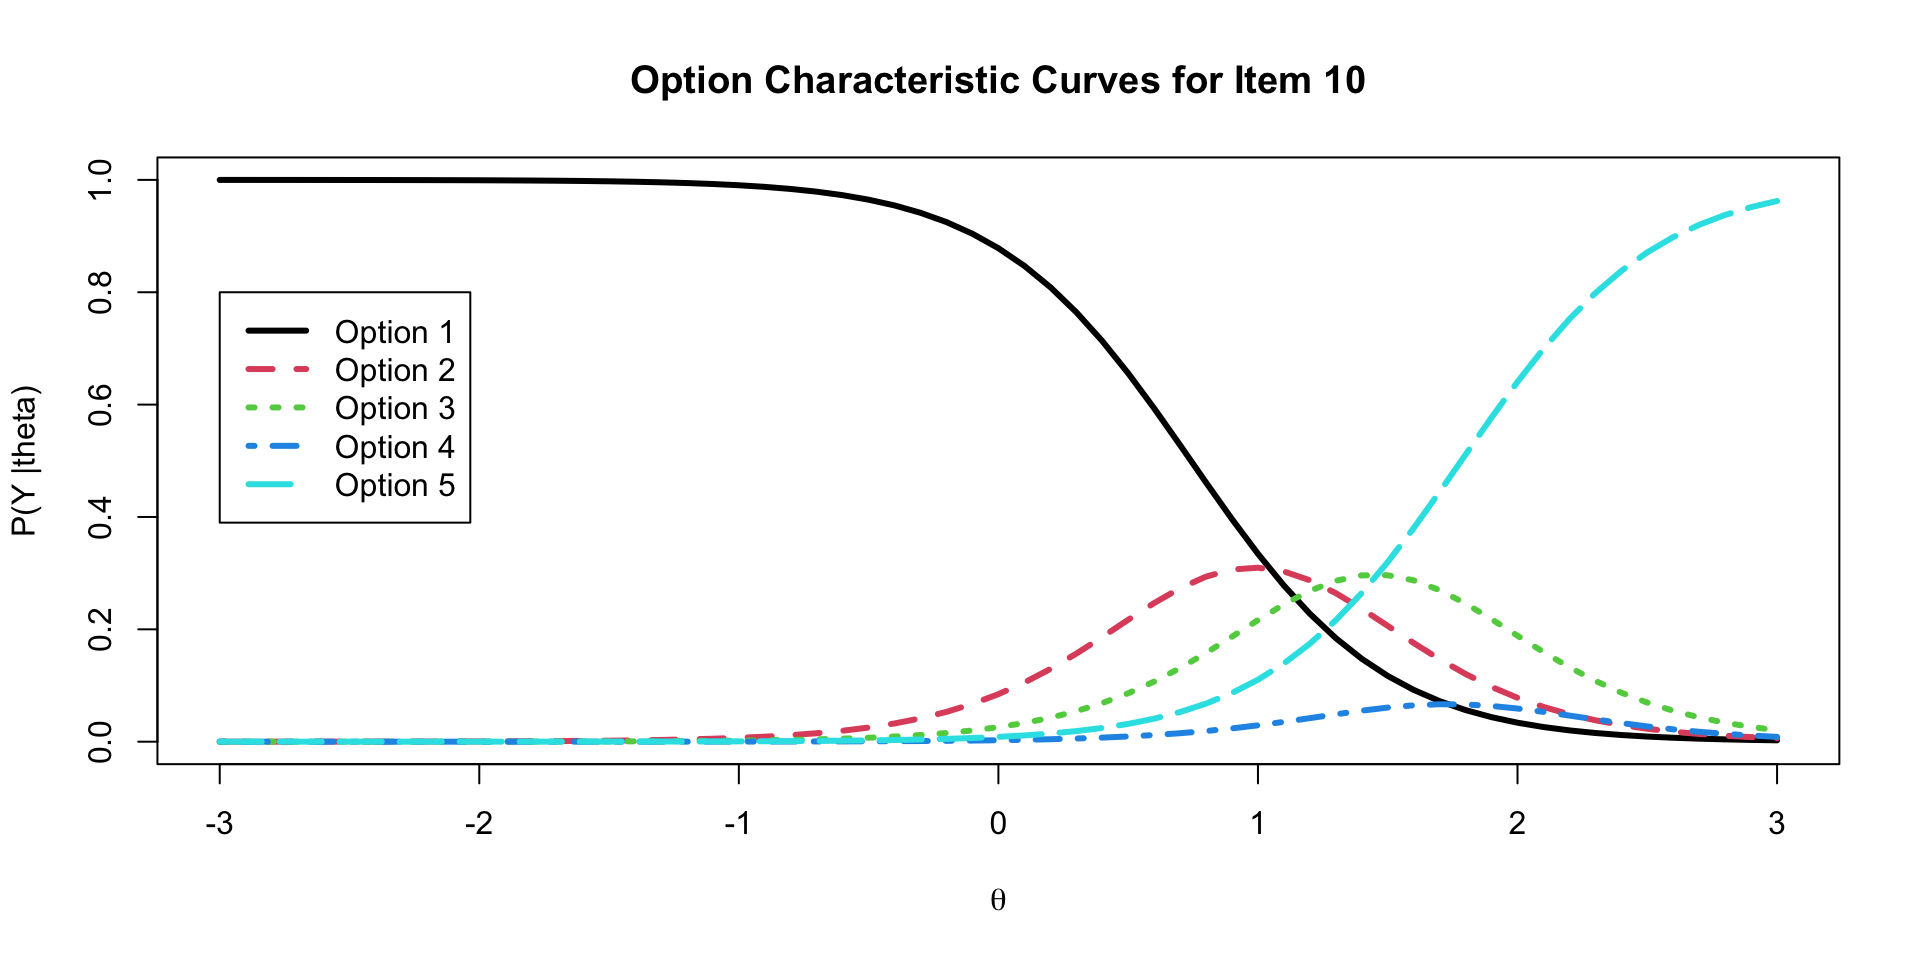 Option Characteristic Curves for Item 10
P(Y |theta)
1.0
0.8
0.6
0.4
0.2
0.0
Option 1
Option 2
Option 3
Option 4
Option 5
-3 -2 -1 0 1 2 3
θ